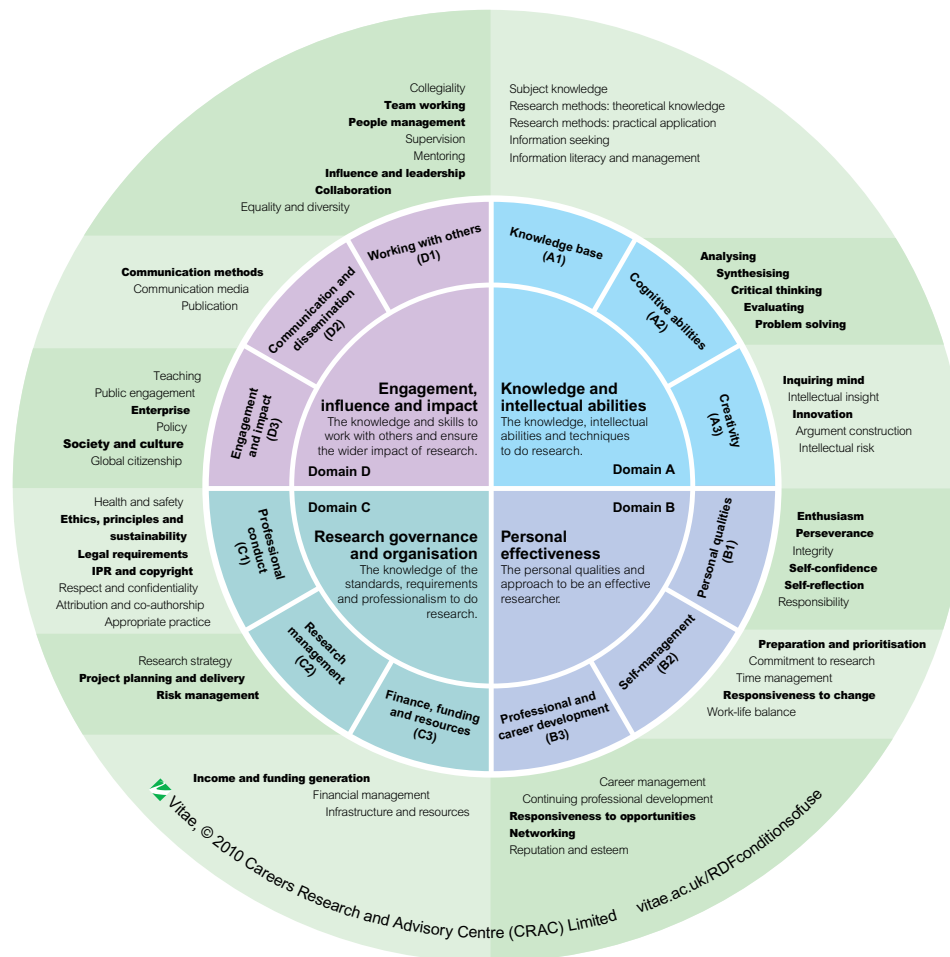 Collegiality
Team working
People management
Supervision
Mentoring
Influence and leadership
Collaboration
Equality and diversity
Subject knowledge
Research methods: theoretical knowledge
Research methods: practical application
Information seeking
Information literacy and management
Working with others
(D1)
Knowledge base
(A1)
Communication methods
Communication media
Publication
Communication and
dissemination
(D2)
Cognitive abilities
(A2)
Analysing
Synthesising
Critical thinking
Evaluating
Problem solving
Teaching
Public engagement
Enterprise
Policy
Society and culture
Global citizenship
Engagement
and impact
(D3)
Engagement,
influence and impact
The knowledge and skills to
work with others and ensure
the wider impact of research.
Domain D
Knowledge and
intellectual abilities
The knowledge, intellectual
abilities and techniques
to do research.
Domain A
Creativity
(A3)
Inquiring mind
Intellectual insight
Innovation
Argument construction
Intellectual risk
Health and safety
Ethics, principles and
sustainability
Legal requirements
IPR and copyright
Respect and confidentiality
Attribution and co-authorship
Appropriate practice
Professional
conduct
(C1)
Domain C
Research governance
and organisation
The knowledge of the
standards, requirements
and professionalism to do
research.
Domain B
Personal
effectiveness
The personal qualities and
approach to be an effective
researcher.
Personal qualities
(B1)
Enthusiasm
Perseverance
Integrity
Self-confidence
Self-reflection
Responsibility
Research strategy
Project planning and delivery
Risk management
Research
management
(C2)
Self-management
(B2)
Preparation and prioritisation
Commitment to research
Time management
Responsiveness to change
Work-life balance
Finance, funding
and resources
(C3)
Professional and
career development
(B3)
Income and funding generation
Financial management
Infrastructure and resources
Career management
Continuing professional development
Responsiveness to opportunities
Networking
Reputation and esteem
Vitae, © 2010 Careers Research and Advisory Centre (CRAC) Limited
vitae.ac.uk/RDFconditionsofuse